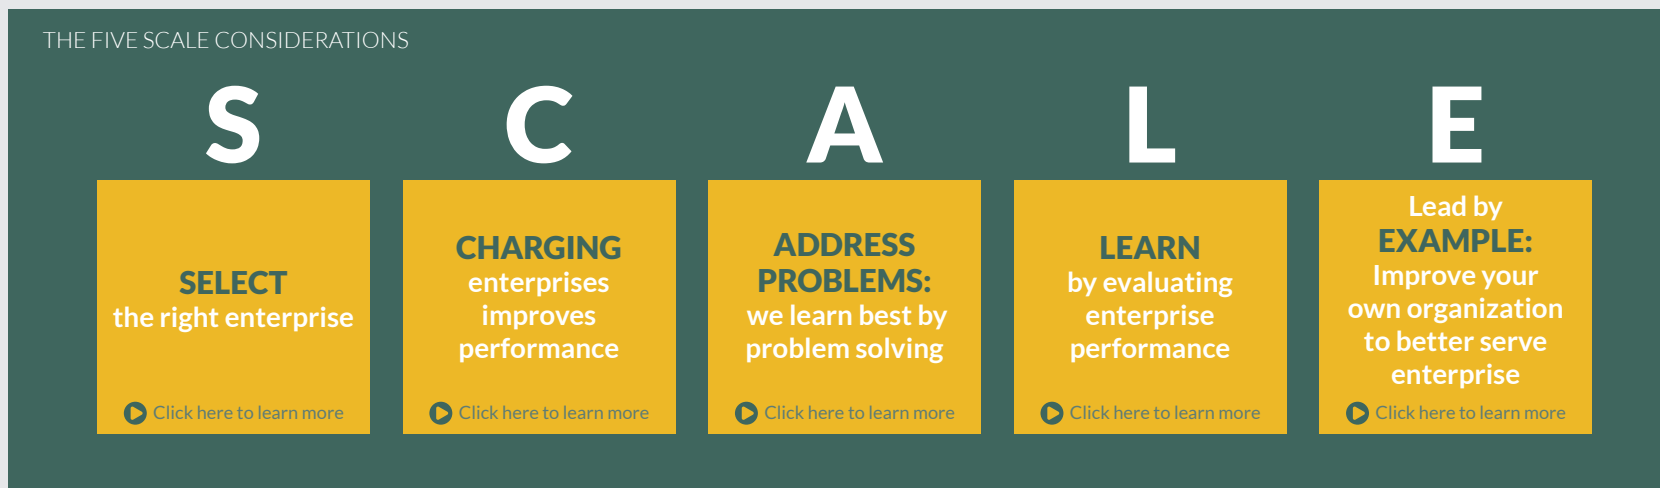 THE FIVE SCALE CONSIDERATIONS
S
SELECT
the right enterprise
Click here to learn more
C
CHARGING
enterprises
improves
performance
Click here to learn more
A
ADDRESS
PROBLEMS:
we learn best by
problem solving
Click here to learn more
L
LEARN
by evaluating
enterprise
performance
Click here to learn more
E
Lead by
EXAMPLE:
Improve your
own organization
to better serve
enterprise
Click here to learn more